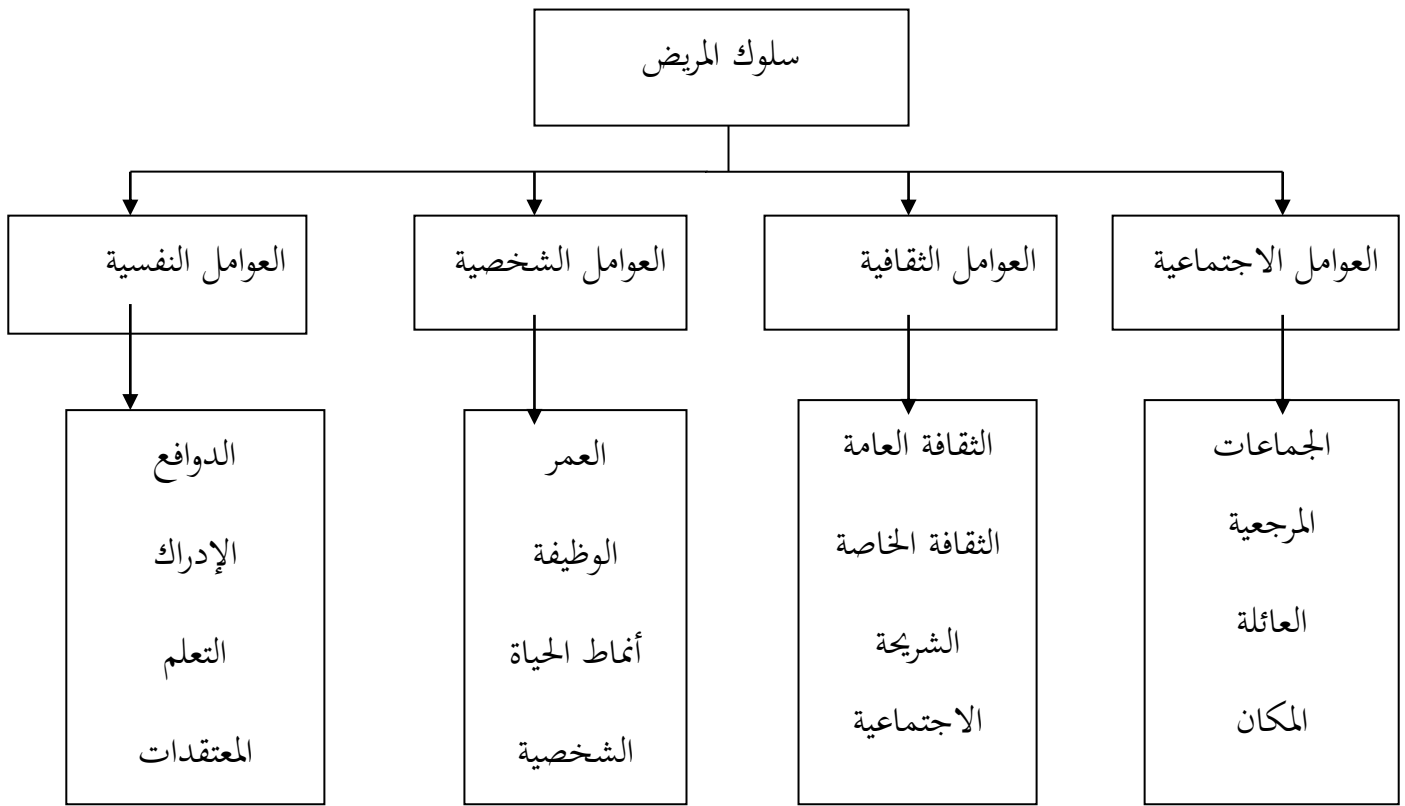 سلوك المريض
العوامل الاجتماعية
العوامل الثقافية
العوامل الشخصية
العوامل النفسية
الجماعات
المرجعية
العائلة
المكان
الثقافة العامة
الثقافة الخاصة
الشريحة
الاجتماعية
العمر
الوظيفة
أنماط الحياة
الشخصية
الدوافع
الإدراك
التعلم
المعتقدات